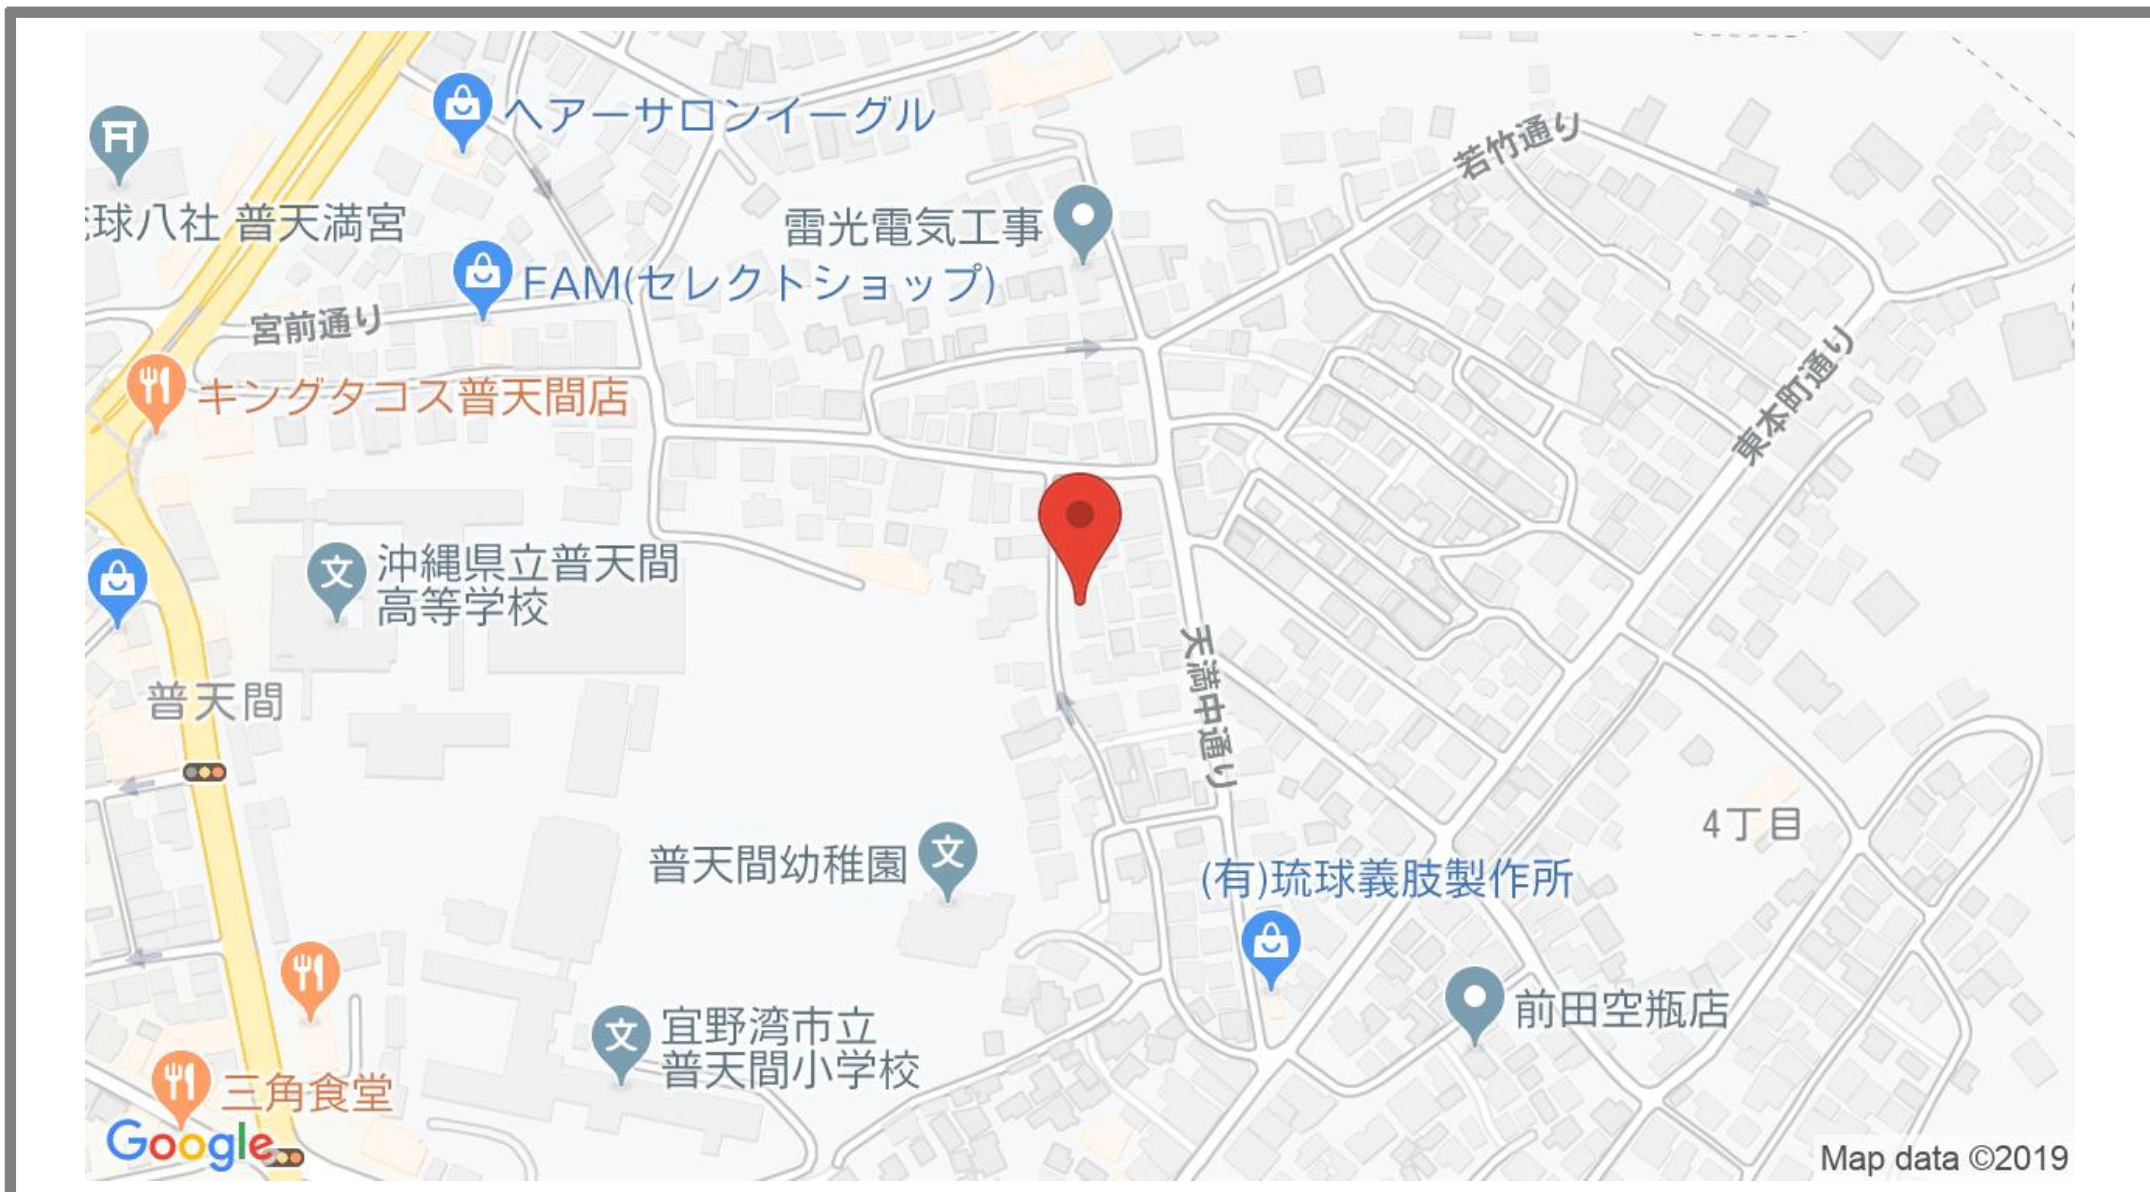 ヘアーサロンイーグル
若竹通り
球八社 普天満宮
雷光電気工事
FAM(セレクトショップ)
宮前通り
キングタコス普天間店
東本町通り
文
沖縄県立普天間
高等学校
天満中通り
普天間
4丁目
普天間幼稚園
文
(有)琉球義肢製作所
前田空瓶店
文
宜野湾市立
普天間小学校
三角食堂
Google
Map data ©2019